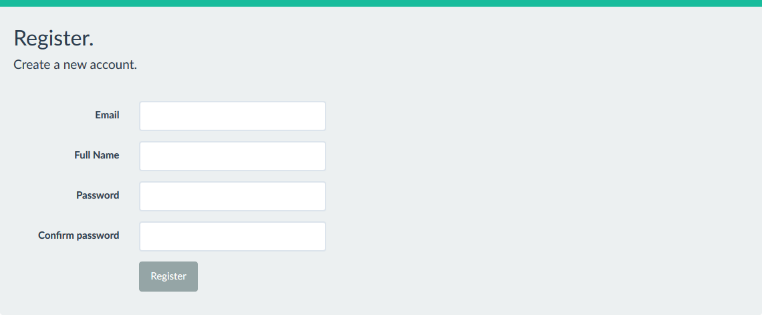 Register.
Create a new account.
Email
Full Name
Password
Confirm password
Register